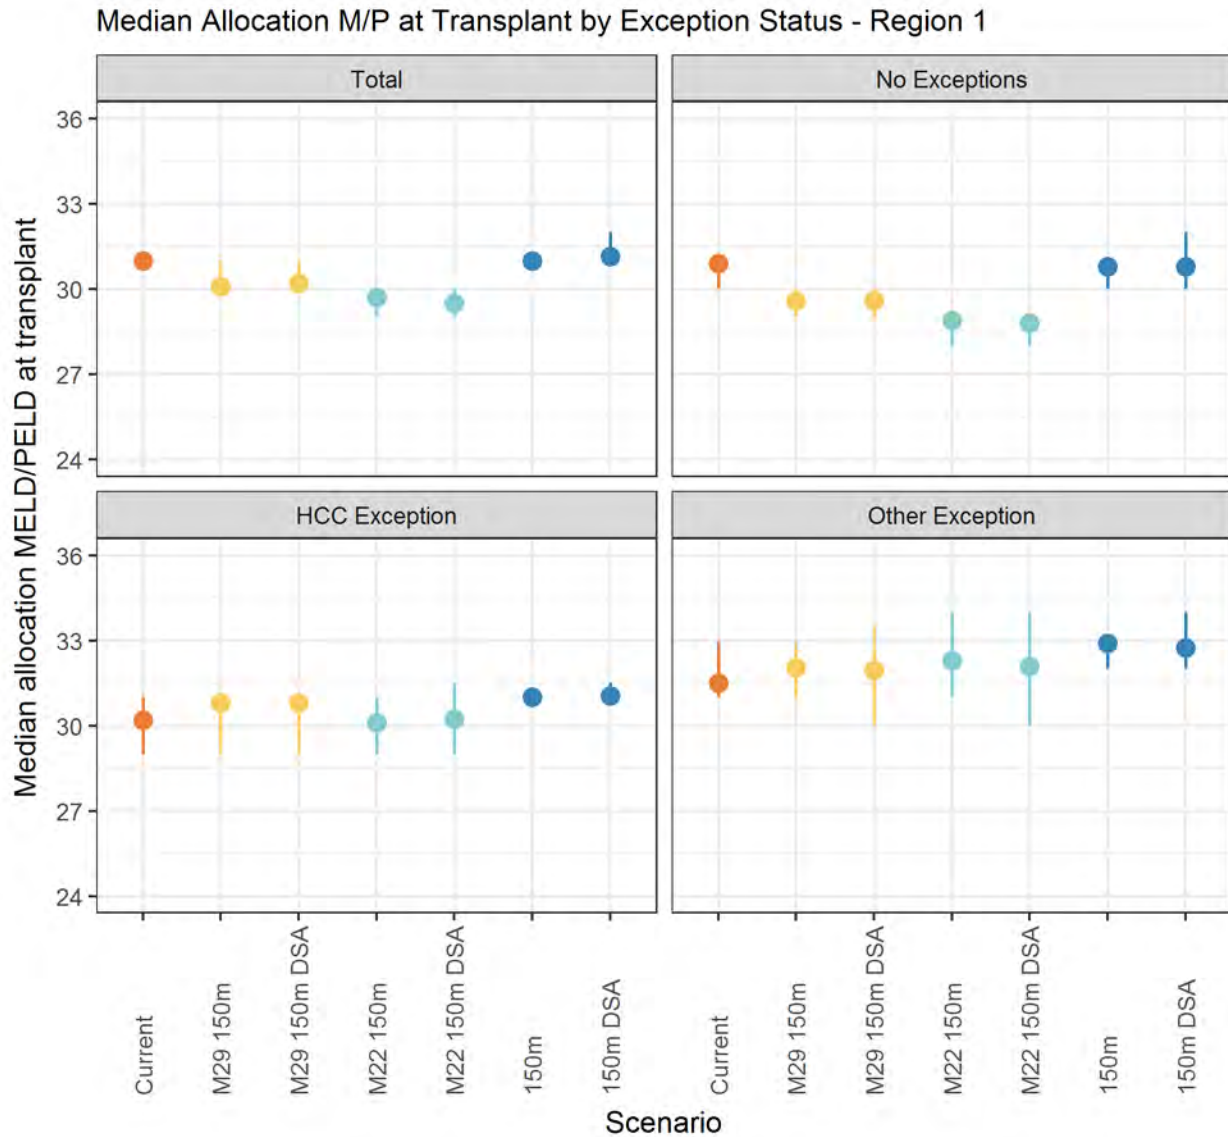 Median Allocation M/P at Transplant by Exception Status - Region 1
Total
No Exceptions
36
33
30
27
24
HCC Exception
Other Exception
36
33
30
27
24
Median allocation MELD/PELD at transplant
Current
M29 150m
M29 150m DSA
M22 150m
M22 150m DSA
150m
150m DSA
Current
M29 150m
M29 150m DSA
M22 150m
M22 150m DSA
150m
150m DSA
Scenario